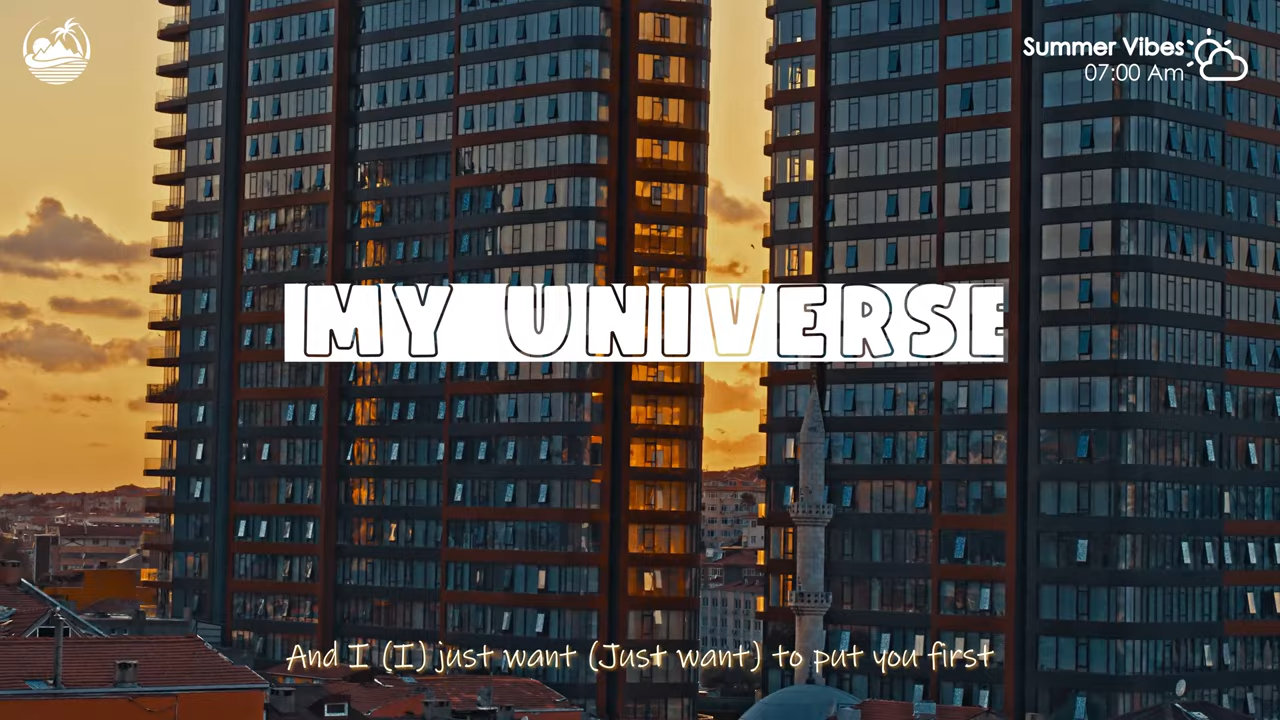 Summer Vibes
07:00 Am
MY UNIVERSE
And I (I) just want (Just want) to put you first